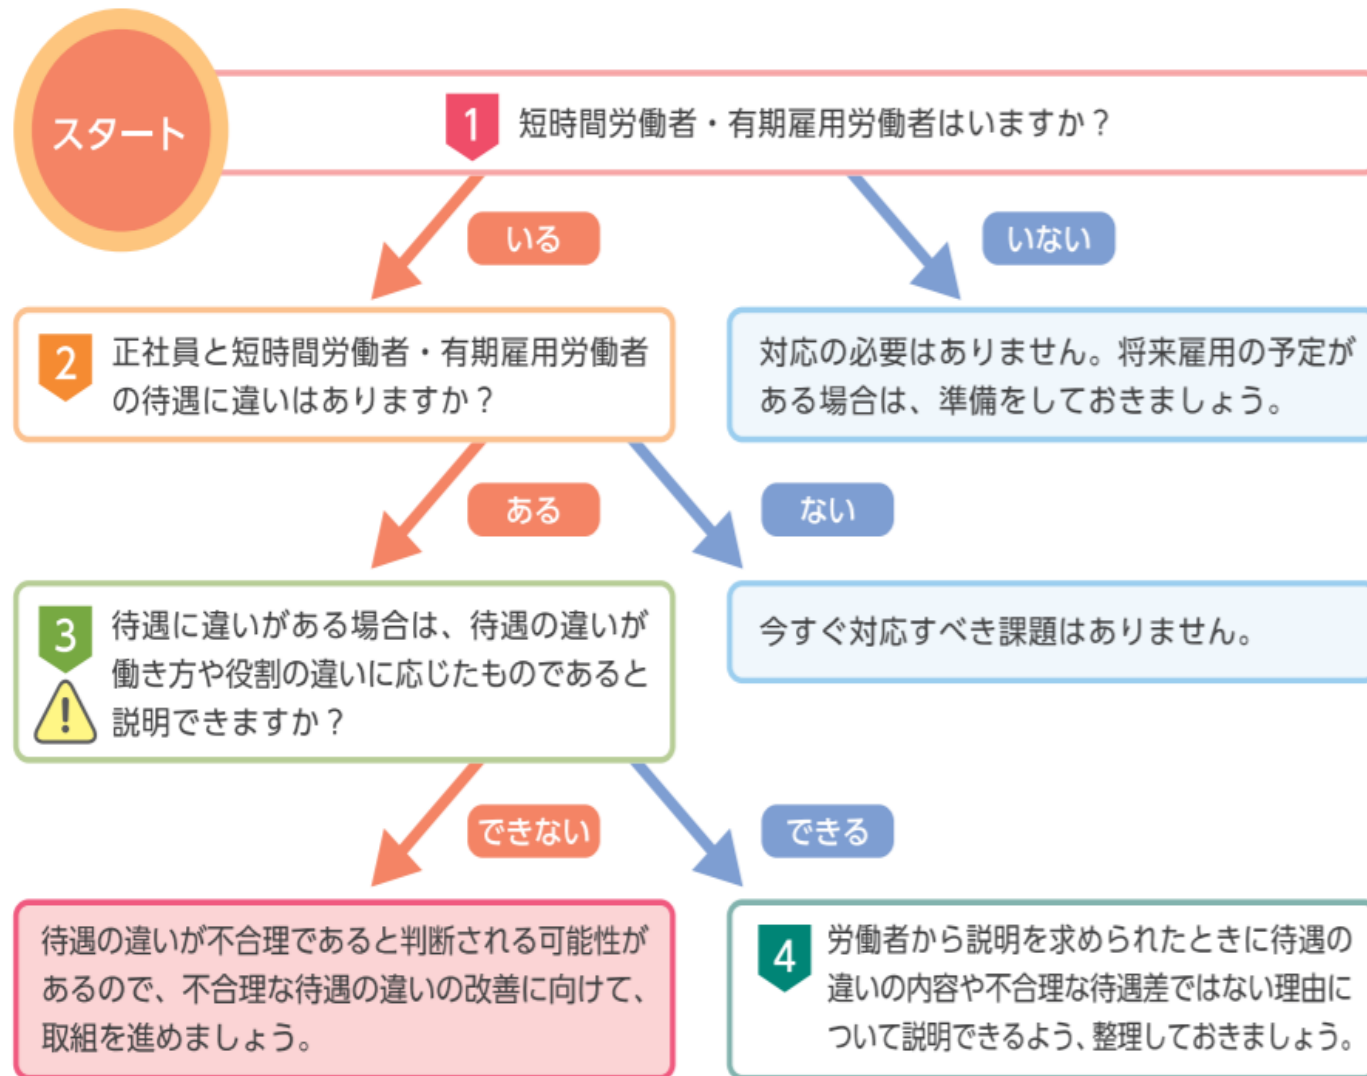 スタート
1 短時間労働者・有期雇用労働者はいますか？
いる
いない
2 正社員と短時間労働者・有期雇用労働者
の待遇に違いはありますか？
対応の必要はありません。将来雇用の予定が
ある場合は、準備をしておきましょう。
ある
ない
3 待遇に違いがある場合は、待遇の違いが
働き方や役割の違いに応じたものであると
説明できますか？
今すぐ対応すべき課題はありません。
できない
できる
待遇の違いが不合理であると判断される可能性が
あるので、不合理な待遇の違いの改善に向けて、
取組を進めましょう。
4 労働者から説明を求められたときに待遇の
違いの内容や不合理な待遇差ではない理由に
ついて説明できるよう、整理しておきましょう。